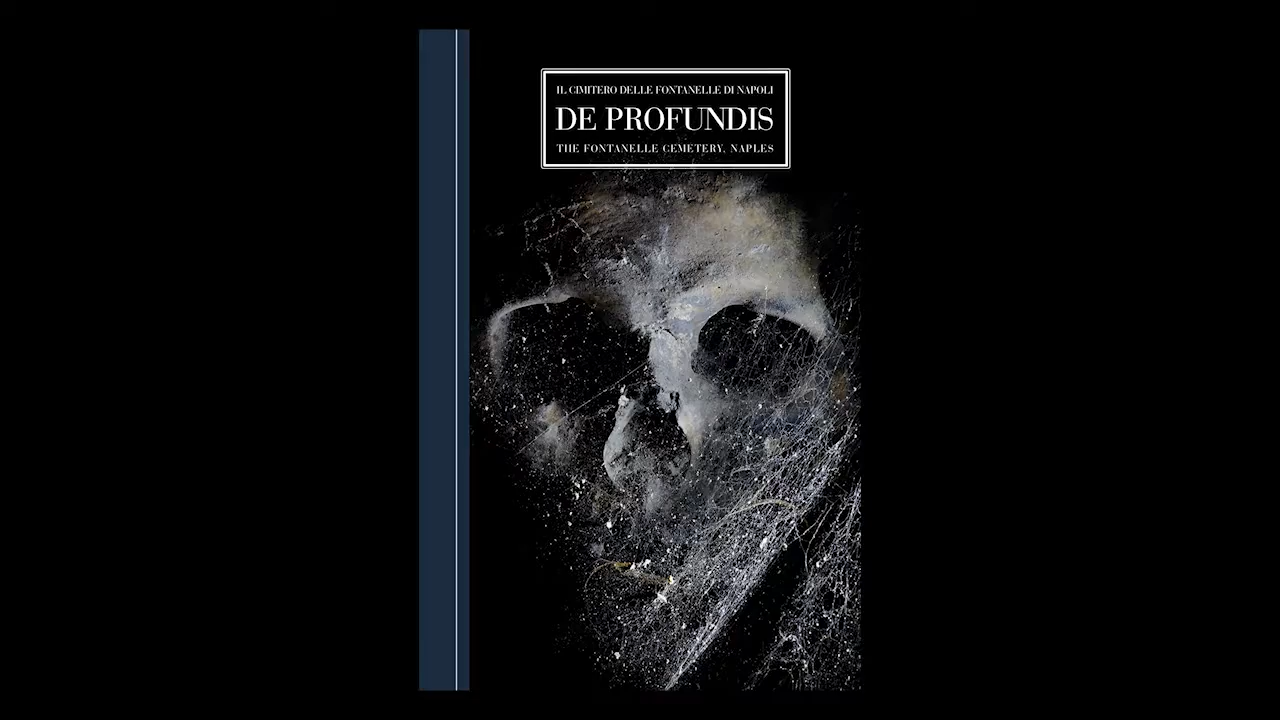 IL CIMITERO DELLE FONTANELLE DI NAPOLI
DE PROFUNDIS
THE FONTANELLE CEMETERY, NAPLES